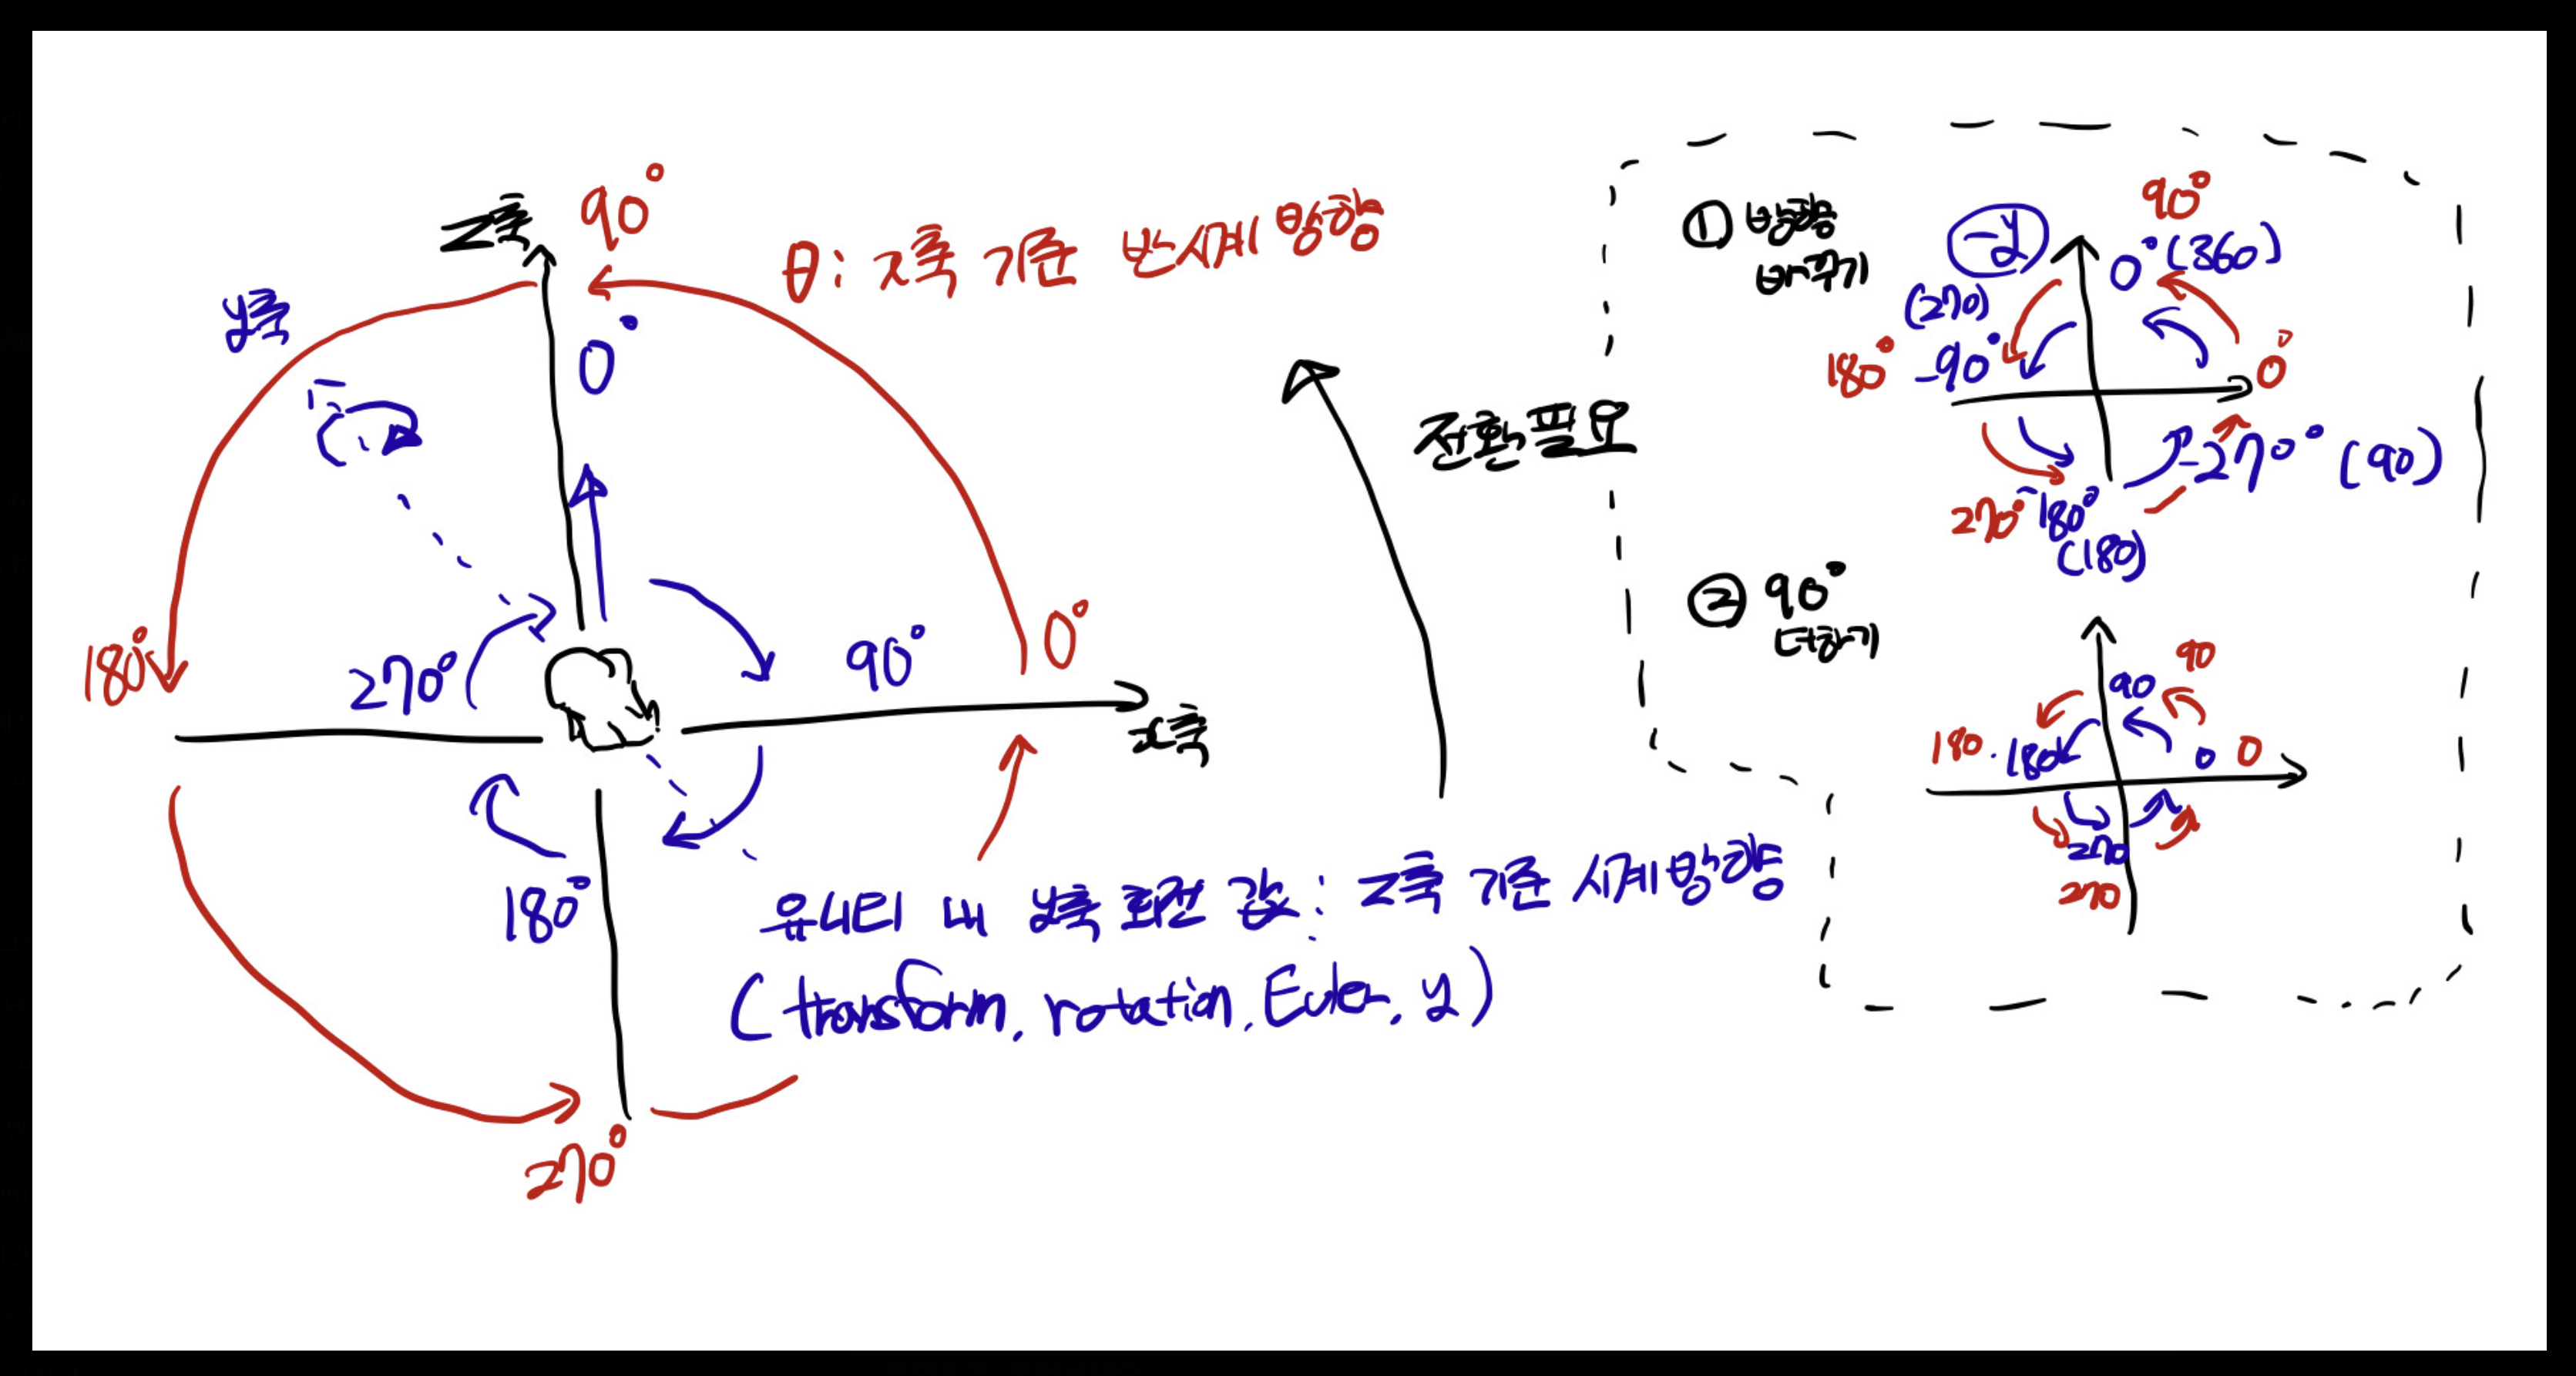 z축
90°
θ: x축 기준 반시계 방향
y축
0°
180°
270°
90°
0°
x축
180°
유니티 내 y축 회전 값: z축 기준 시계방향
(transform.rotation.Euler.y)
270°
전환필요
① 방향
바꾸기
-y
90°
0°(360)
(270)
180°
-90°
0°
-270° (90)
270°
-180°
(180)
② 90°
더하기
90
90
180
180
0
0
270
270